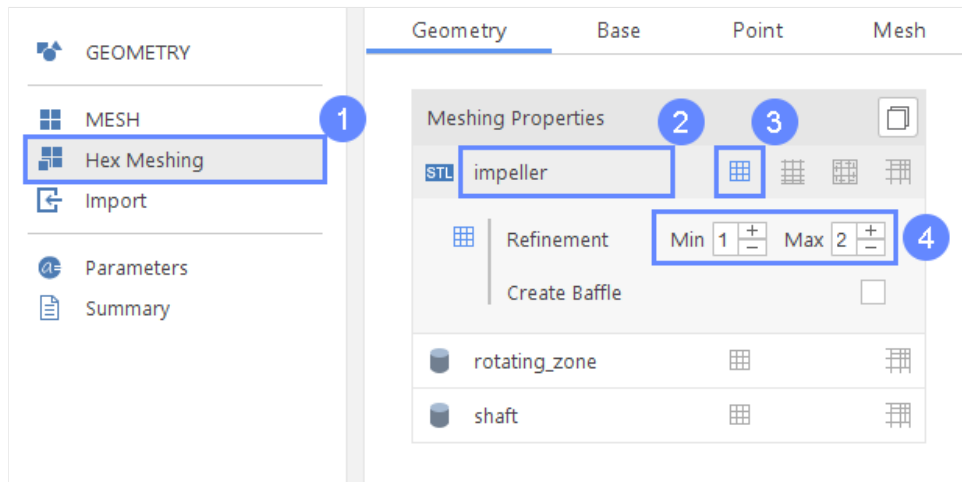 GEOMETRY
MESH
1
Hex Meshing
Import
Parameters
Summary
Geometry Base Point Mesh
Meshing Properties 2 3
STL impeller
Refinement Min 1 + - Max 2 + - 4
Create Baffle
rotating_zone
shaft